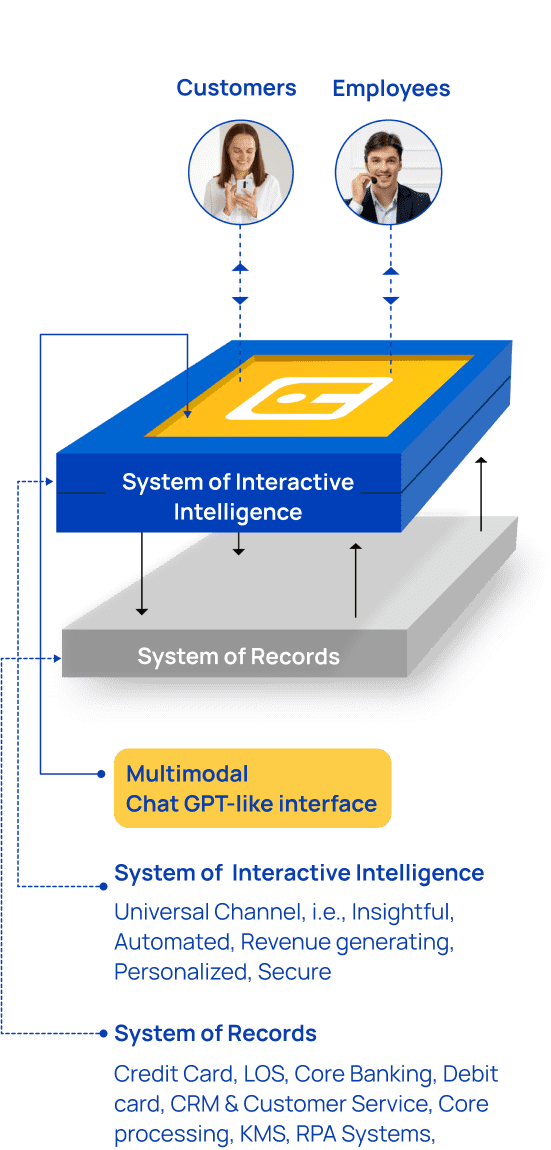 Customers
Employees
System of Interactive
Intelligence
System of Records
Multimodal
Chat GPT-like interface
System of Interactive Intelligence
Universal Channel, i.e., Insightful,
Automated, Revenue generating,
Personalized, Secure
System of Records
Credit Card, LOS, Core Banking, Debit
card, CRM & Customer Service, Core
processing, KMS, RPA Systems,